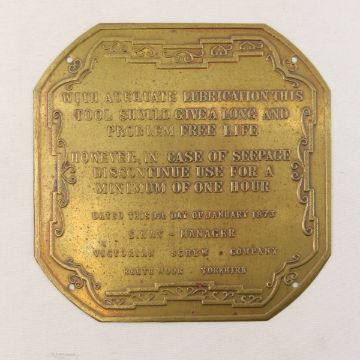 WITH ADEQUATE LUBRICATION THIS
TOOL SHOULD GIVE A LONG AND
PROBLEM FREE LIFE
HOWEVER, IN CASE OF SEEPAGE
DISCONTINUE USE FOR A
MINIMUM OF ONE HOUR
DATED THIS DAY OF JANUARY 1873
MANAGER
VICTORIAN SCREW COMPANY